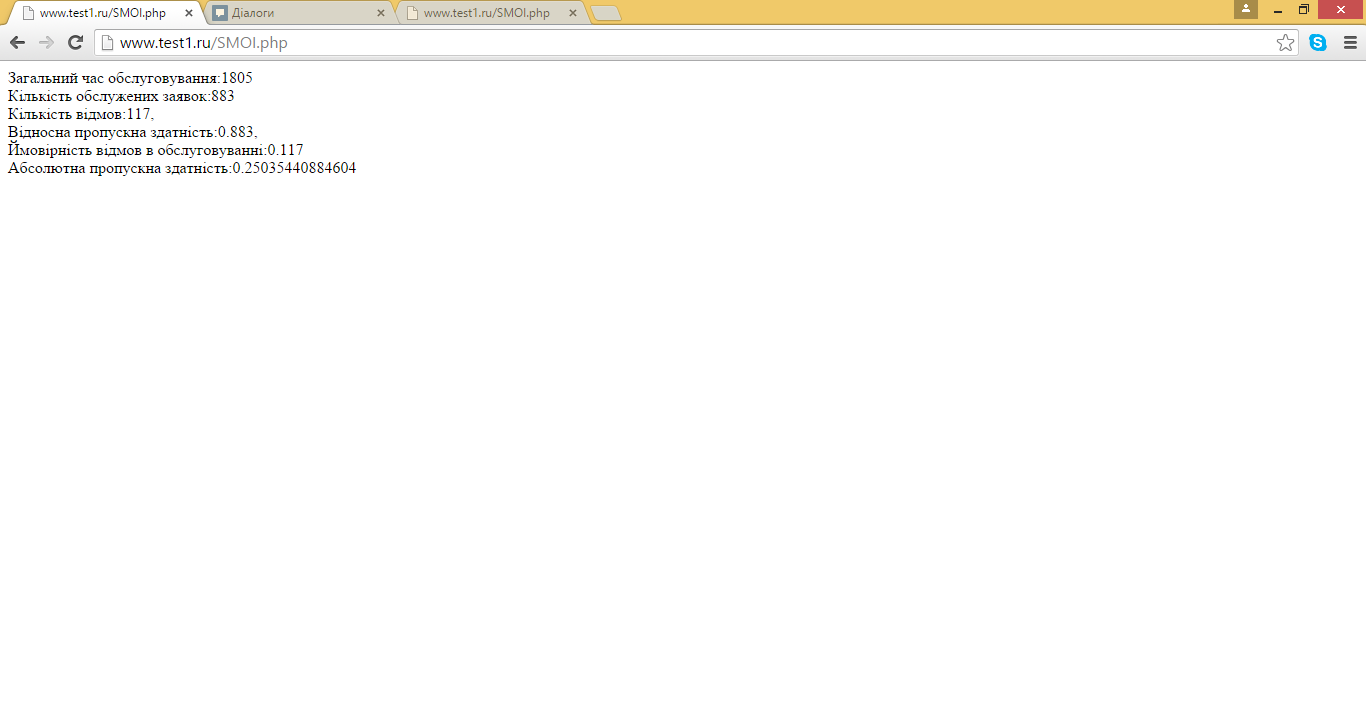 www.test1.ru/SMOI.php
Діалоги
www.test1.ru/SMOI.php
www.test1.ru/SMOI.php
Загальний час обслуговування:1805
Кількість обслужених заявок:883
Кількість відмов:117,
Відносна пропускна здатність:0.883,
Ймовірність відмов в обслуговуванні:0.117
Абсолютна пропускна здатність:0.25035440884604